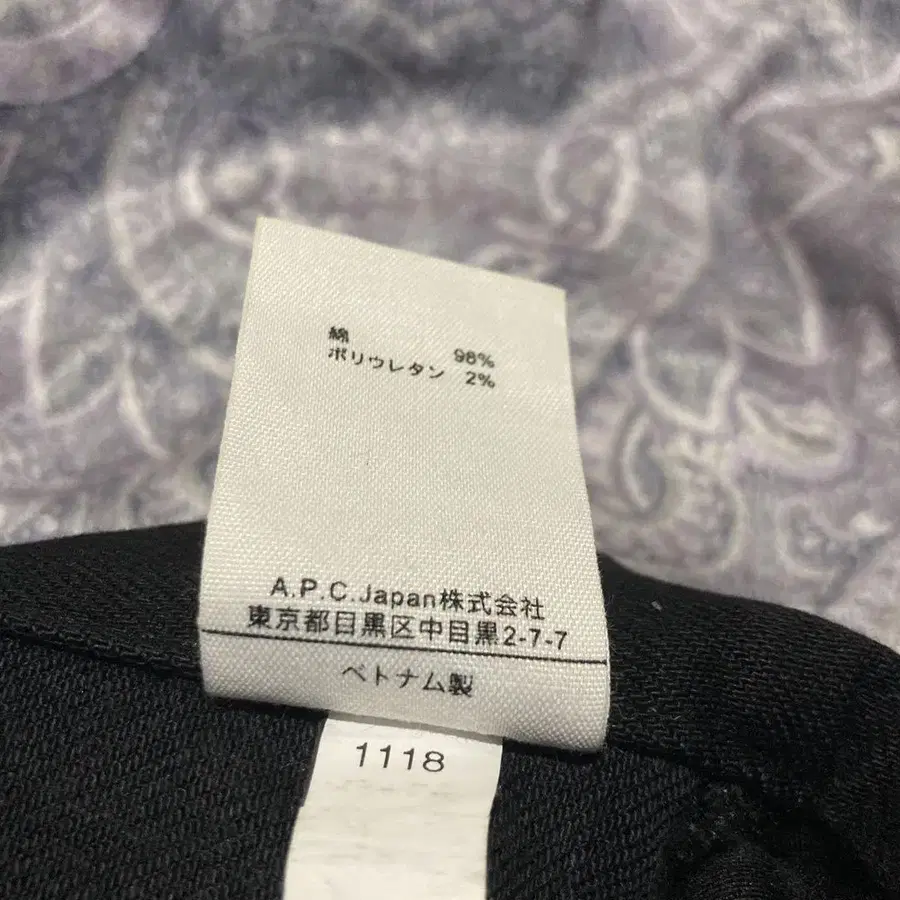 綿 98%
ポリウレタン 2%
A.P.C.Japan株式会社
東京都目黒区中目黒2-7-7
ベトナム製
1118